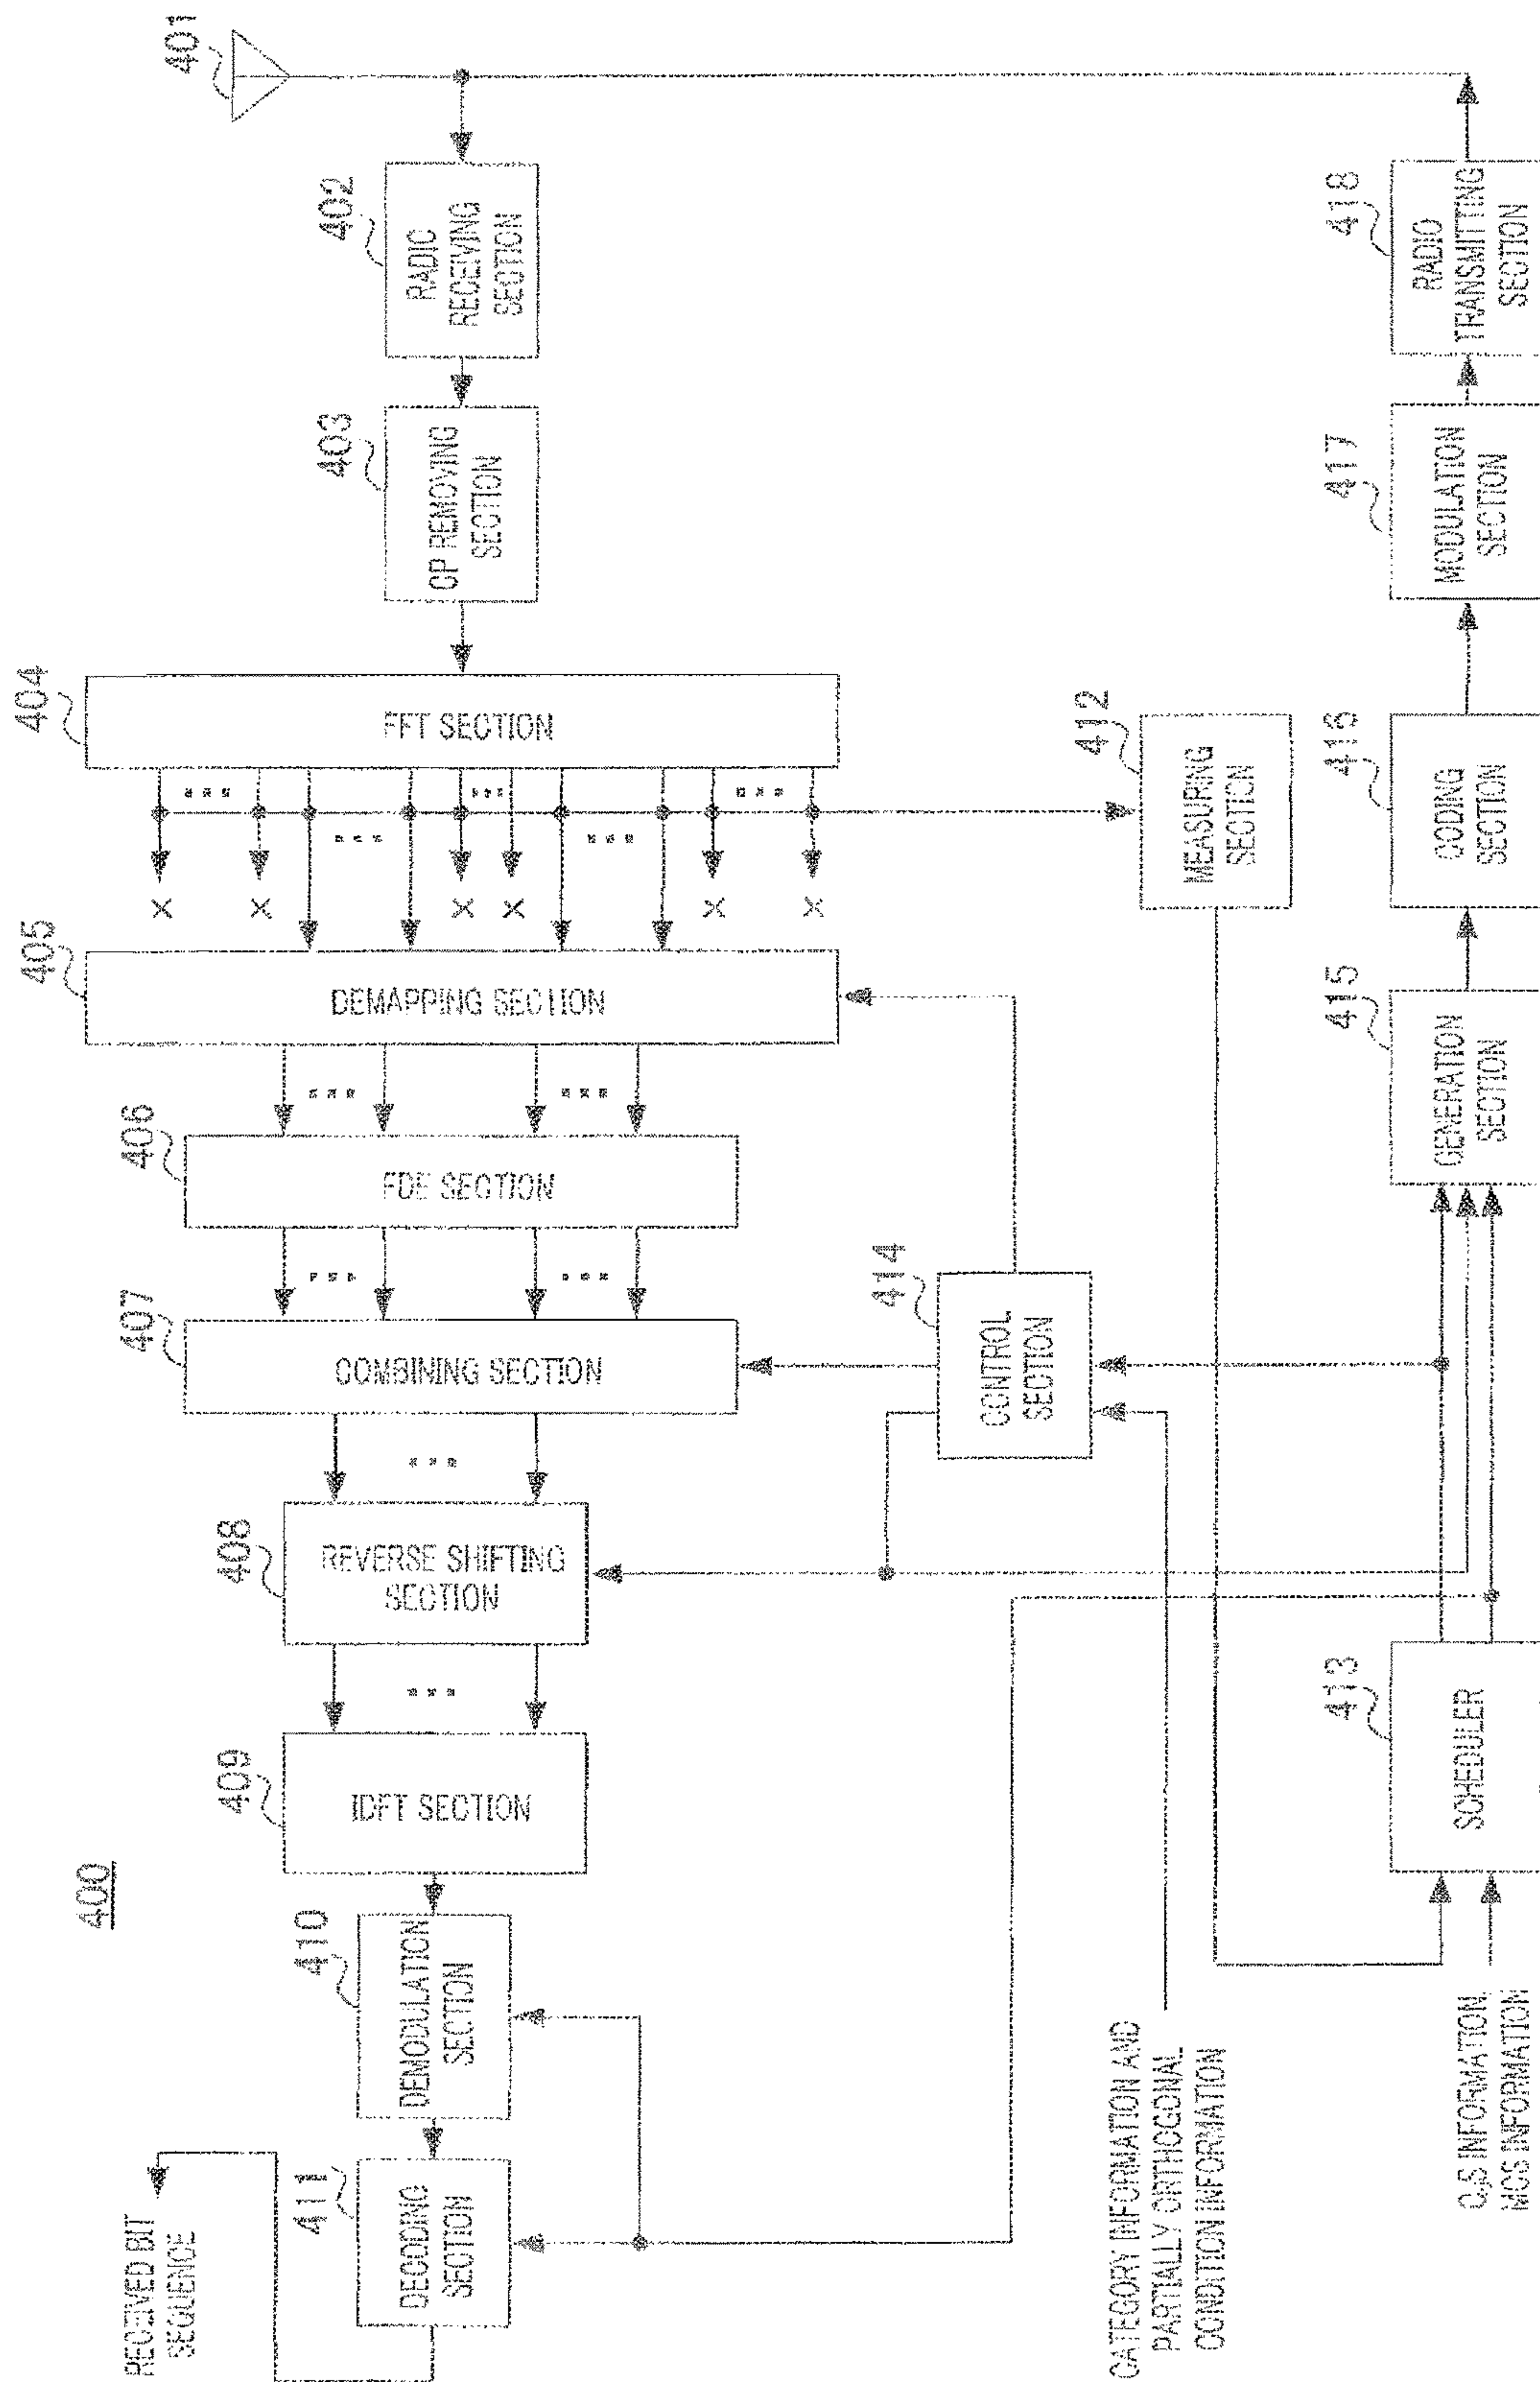 400
RECEIVED BIT
SEQUENCE
411
DECODING
SECTION
410
DEMODULATION
SECTION
409
IDFT SECTION
408
REVERSE SHIFTING
SECTION
407
COMBINING SECTION
406
FDE SECTION
405
DEMAPPING SECTION
404
FFT SECTION
403
CP REMOVING
SECTION
402
RADIO
RECEIVING
SECTION
401
X
X
X
X
X
X
414
CONTROL
SECTION
412
MEASURING
SECTION
CATEGORY INFORMATION AND
PARTIALLY ORTHOGONAL
CONDITION INFORMATION
Q,S INFORMATION,
MCS INFORMATION
413
SCHEDULER
415
GENERATION
SECTION
416
CODING
SECTION
417
MODULATION
SECTION
418
RADIO
TRANSMITTING
SECTION